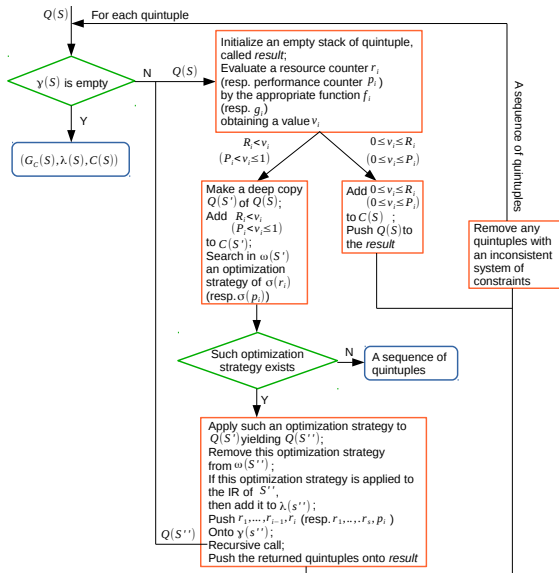 Q(S)
For each quintuple
γ(S) is empty
N
Q(S)
Y
(G_C(S),λ(S),C(S))
Initialize an empty stack of quintuple,
called result;
Evaluate a resource counter r_i
(resp. performance counter p_i)
by the appropriate function f_i
(resp. g_i)
obtaining a value v_i
R_i<v_i
(P_i<v_i≤1)
0≤v_i≤R_i
(0≤v_i≤P_i)
Make a deep copy
Q(S') of Q(S);
Add R_i<v_i
(P_i<v_i≤1)
to C(S');
Search in ω(S')
an optimization
strategy of σ(r_i)
(resp.σ(p_i))
Add 0≤v_i≤R_i
(0≤v_i≤P_i)
to C(S) ;
Push Q(S)to
the result
A sequence of quintuples
Remove any
quintuples with
an inconsistent
system of
constraints
Such optimization
strategy exists
N
A sequence of
quintuples
Y
Apply such an optimization strategy to
Q(S')yielding Q(S'');
Remove this optimization strategy
from ω(S'');
If this optimization strategy is applied to
the IR of S'',
then add it to λ(s'');
Push r_1,...,r_{i-1},r_i (resp. r_1,...,r_s,p_i)
Onto γ(s'');
Recursive call;
Push the returned quintuples onto result
Q(S'')